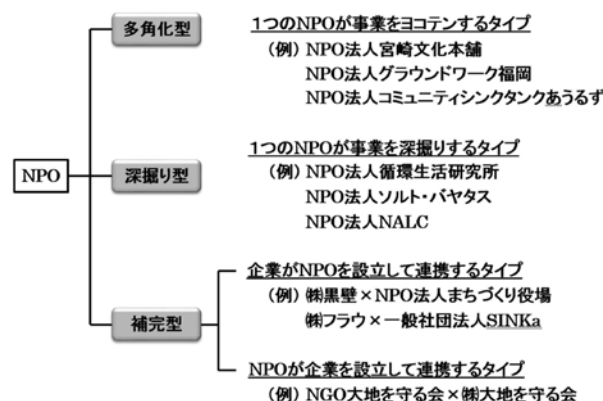 多角化型
1つのNPOが事業をヨコテンするタイプ
（例）NPO法人宮崎文化本舗
NPO法人グラウンドワーク福岡
NPO法人コミュニティシンクタンクあうるず
NPO
深掘り型
1つのNPOが事業を深掘りするタイプ
（例）NPO法人循環生活研究所
NPO法人ソルト・バヤタス
NPO法人NALC
補完型
企業がNPOを設立して連携するタイプ
（例）㈱黒壁×NPO法人まちづくり役場
㈱フラウ×一般社団法人SINKa
NPOが企業を設立して連携するタイプ
（例）NGO大地を守る会×㈱大地を守る会